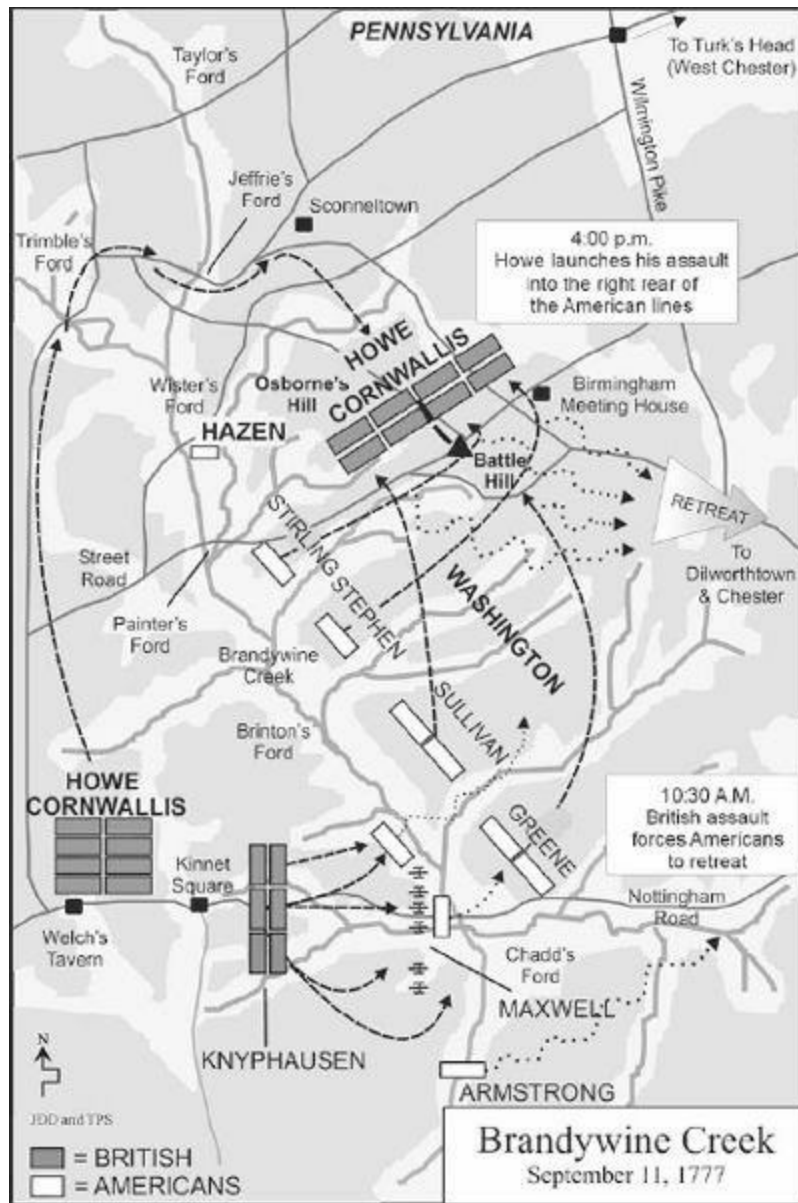 PENNSYLVANIA
Taylor's
Ford
To Turk's Head
(West Chester)
Wilmington Pike
Jeffrie's
Ford
Sconneltown
Trimble's
Ford
4:00 p.m.
Howe launches his assault
into the right rear of
the American lines
HOWE
CORNWALLIS
Wister's
Ford
Osborne's
Hill
Birmingham
Meeting House
HAZEN
Battle
Hill
RETREAT
STIRLING
STEPHEN
Street
Road
To
Dilworthtown
& Chester
WASHINGTON
Painter's
Ford
Brandywine
Creek
SULLIVAN
Brinton's
Ford
HOWE
CORNWALLIS
10:30 A.M.
British assault
forces Americans
to retreat
GREENE
Kinnet
Square
Nottingham
Road
Welch's
Tavern
Chadd's
Ford
MAXWELL
KNYPHAUSEN
N
ARMSTRONG
JDD and TPS
= BRITISH
= AMERICANS
Brandywine Creek
September 11, 1777